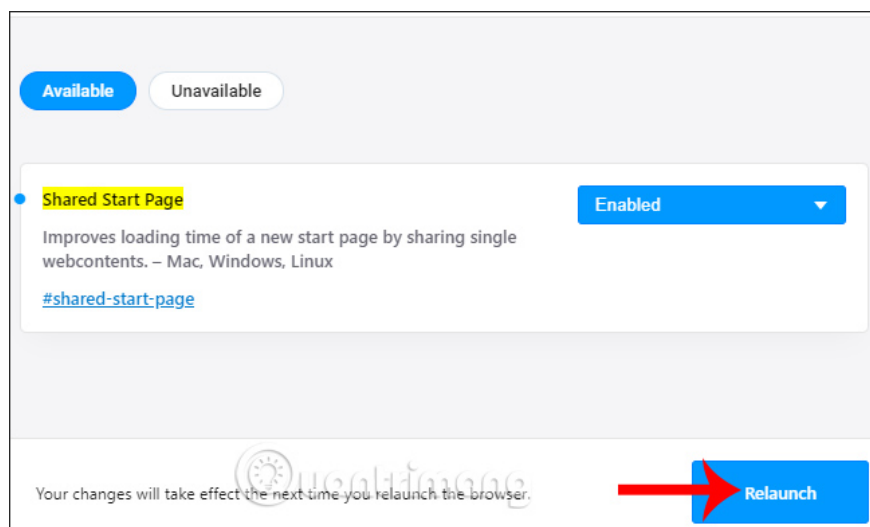 Available
Unavailable
Shared Start Page
Enabled
Improves loading time of a new start page by sharing single
webcontents. – Mac, Windows, Linux
#shared-start-page
Your changes will take effect the next time you relaunch the browser.
Quantrimang
Relaunch